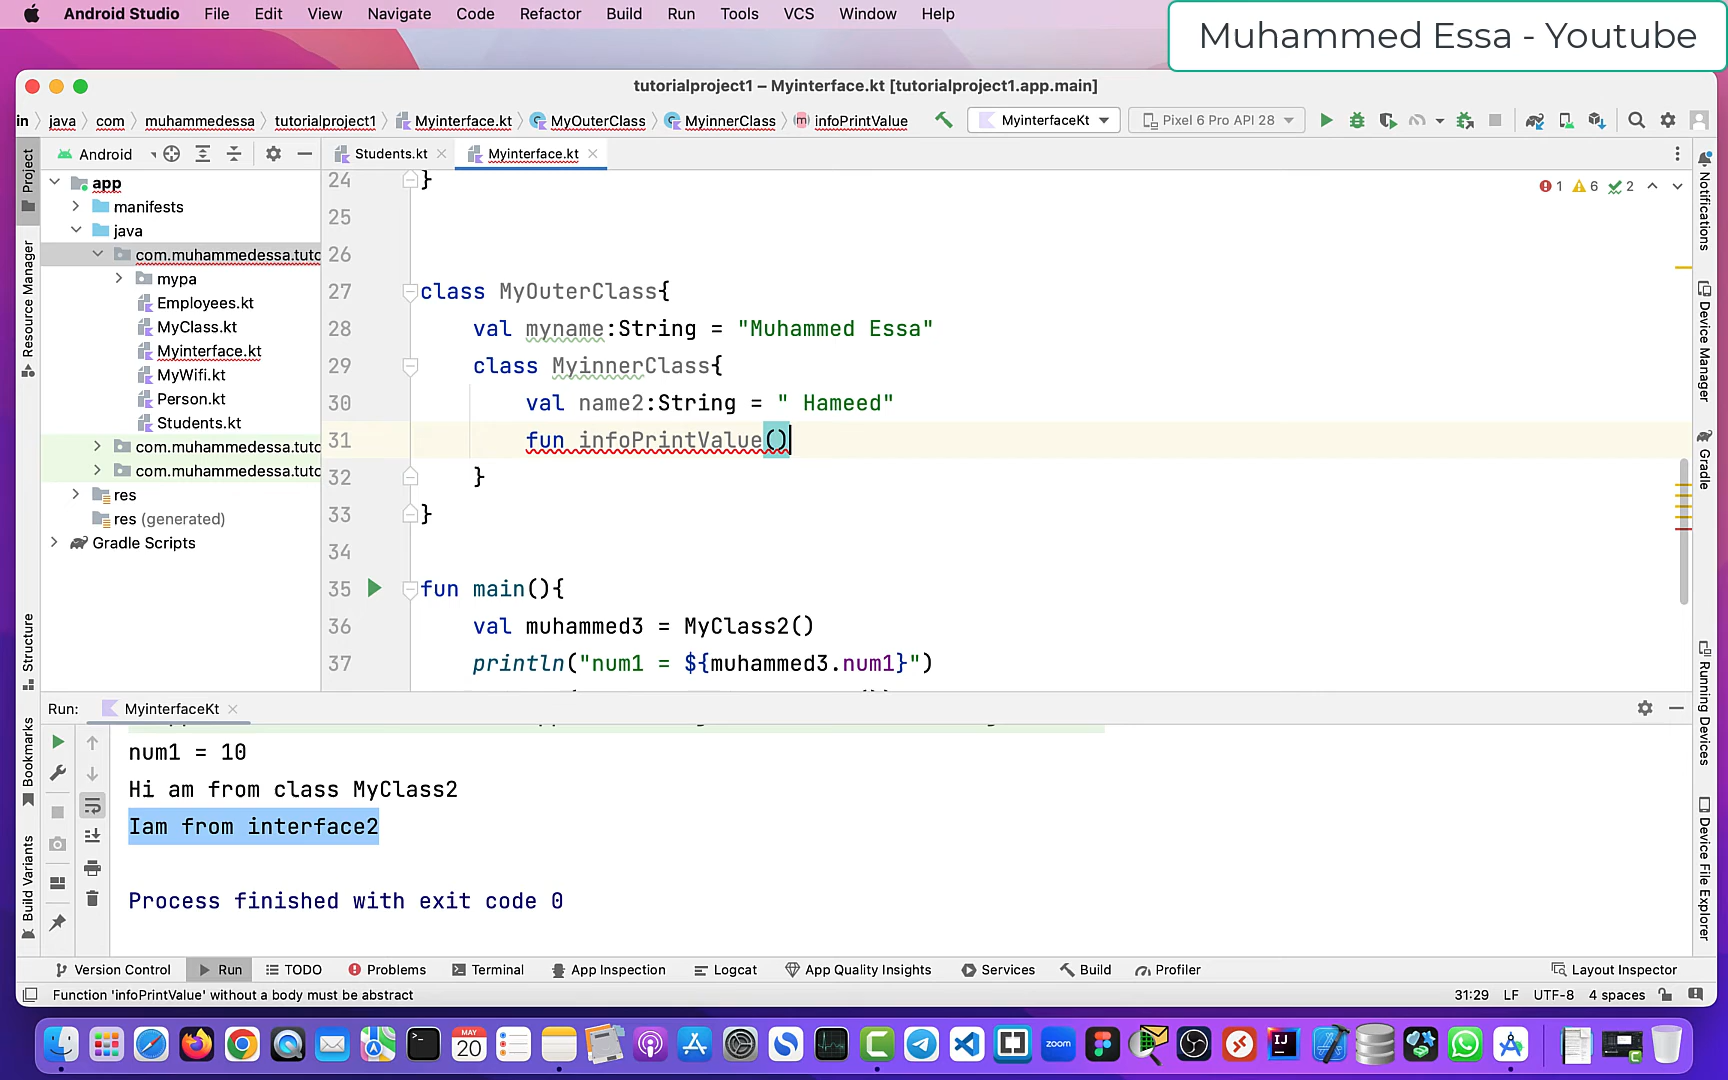 Android Studio File Edit View Navigate Code Refactor Build Run Tools VCS Window Help
Muhammed Essa - Youtube
tutorialproject1 – Myinterface.kt [tutorialproject1.app.main]
in java com muhammedessa tutorialproject1 Myinterface.kt MyOuterClass MyinnerClass infoPrintValue MyinterfaceKt Pixel 6 Pro API 28
Android Students.kt Myinterface.kt
Project
Resource Manager
Structure
Bookmarks
Build Variants
app
manifests
java
com.muhammedessa.tuto
mypa
Employees.kt
MyClass.kt
Myinterface.kt
MyWifi.kt
Person.kt
Students.kt
com.muhammedessa.tuto
com.muhammedessa.tuto
res
res (generated)
Gradle Scripts
1 6 2
24 }
25
26
27 class MyOuterClass{
28 val myname:String = "Muhammed Essa"
29 class MyinnerClass{
30 val name2:String = " Hameed"
31 fun infoPrintValue()
32 }
33 }
34
35 fun main(){
36 val muhammed3 = MyClass2()
37 println("num1 = ${muhammed3.num1}")
Notifications
Device Manager
Gradle
Running Devices
Device File Explorer
Run: MyinterfaceKt
num1 = 10
Hi am from class MyClass2
Iam from interface2
Process finished with exit code 0
Version Control Run TODO Problems Terminal App Inspection Logcat App Quality Insights Services Build Profiler Layout Inspector
Function 'infoPrintValue' without a body must be abstract 31:29 LF UTF-8 4 spaces
MAY
20
zoom
IJ